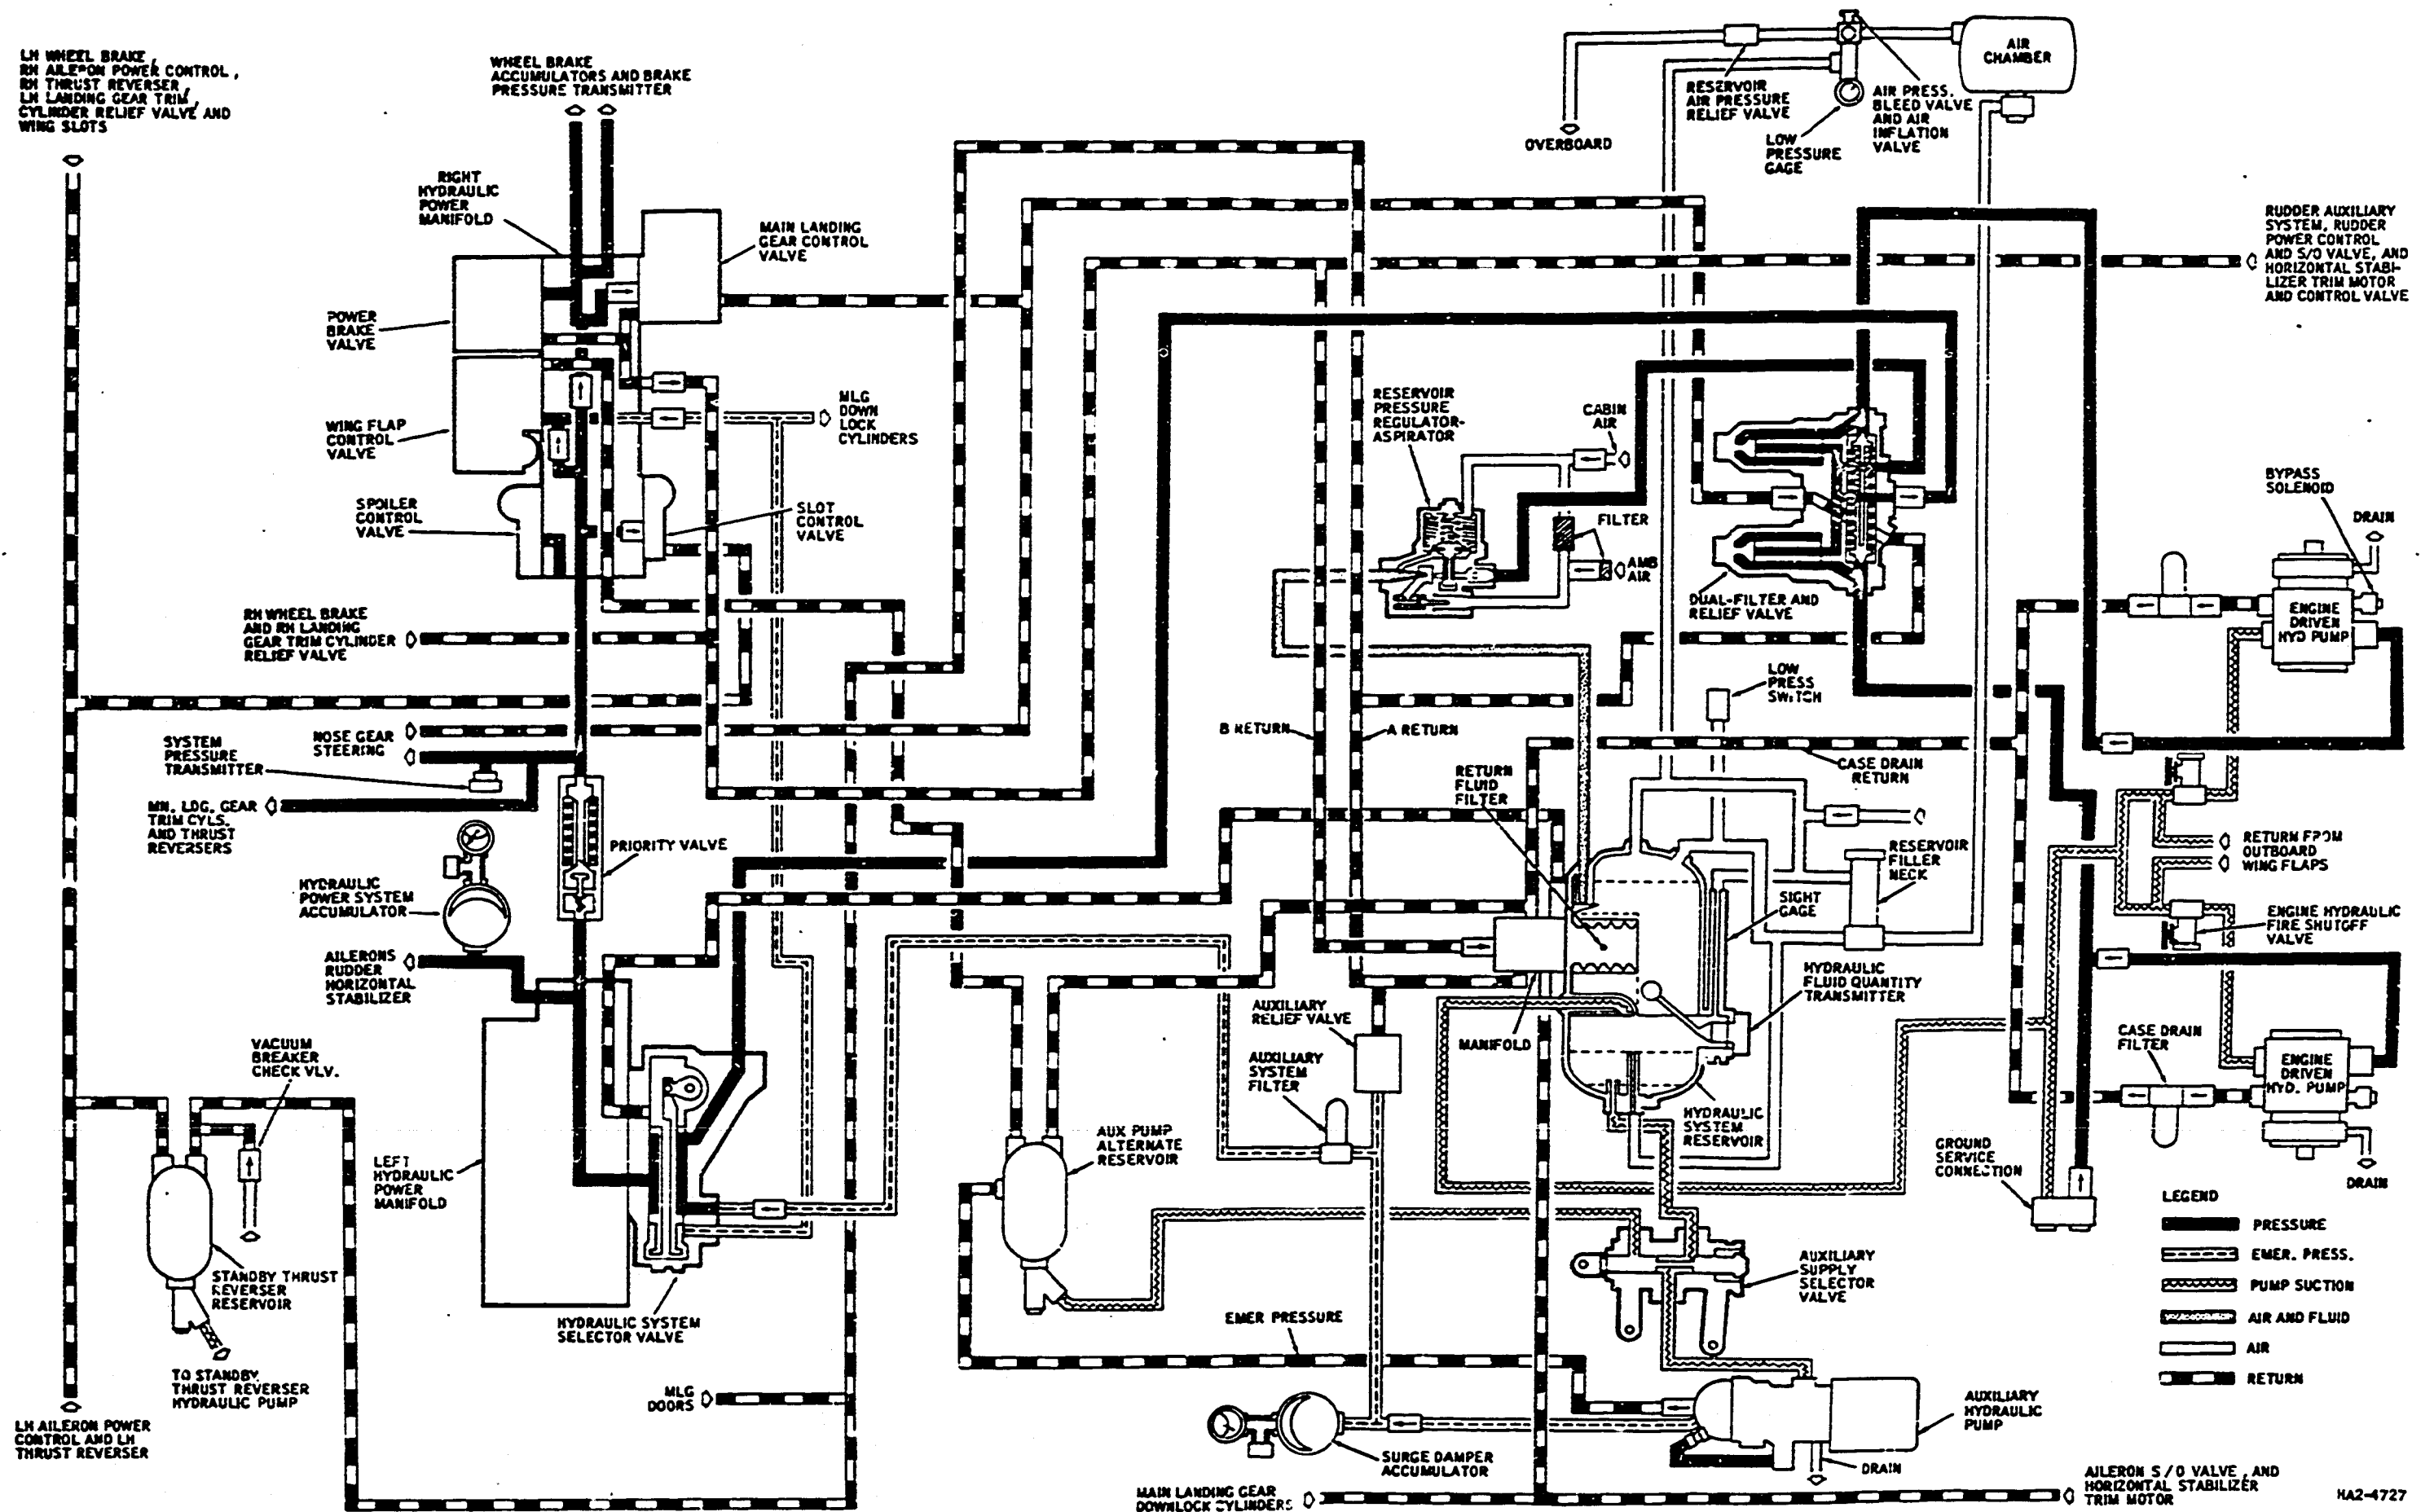 LH WHEEL BRAKE,
RH AILERON POWER CONTROL,
RH THRUST REVERSER,
LH LANDING GEAR TRIM,
CYLINDER RELIEF VALVE AND
WING SLOTS
WHEEL BRAKE
ACCUMULATORS AND BRAKE
PRESSURE TRANSMITTER
RIGHT
HYDRAULIC
POWER
MANIFOLD
MAIN LANDING
GEAR CONTROL
VALVE
POWER
BRAKE
VALVE
WING FLAP
CONTROL
VALVE
SPOILER
CONTROL
VALVE
SLOT
CONTROL
VALVE
MLG
DOWN
LOCK
CYLINDERS
RH WHEEL BRAKE
AND RH LANDING
GEAR TRIM CYLINDER
RELIEF VALVE
NOSE GEAR
STEERING
SYSTEM
PRESSURE
TRANSMITTER
MN. LDG. GEAR
TRIM CYLS.
AND THRUST
REVERSERS
PRIORITY VALVE
HYDRAULIC
POWER SYSTEM
ACCUMULATOR
AILERONS
RUDDER
HORIZONTAL
STABILIZER
VACUUM
BREAKER
CHECK VLV.
LEFT
HYDRAULIC
POWER
MANIFOLD
STANDBY THRUST
REVERSER
RESERVOIR
TO STANDBY
THRUST REVERSER
HYDRAULIC PUMP
LH AILERON POWER
CONTROL AND LH
THRUST REVERSER
HYDRAULIC SYSTEM
SELECTOR VALVE
MLG
DOORS
OVERBOARD
RESERVOIR
AIR PRESSURE
RELIEF VALVE
LOW
PRESSURE
GAGE
AIR PRESS.
BLEED VALVE
AND AIR
INFLATION
VALVE
AIR
CHAMBER
RUDDER AUXILIARY
SYSTEM, RUDDER
POWER CONTROL
AND S/O VALVE, AND
HORIZONTAL STABI-
LIZER TRIM MOTOR
AND CONTROL VALVE
RESERVOIR
PRESSURE
REGULATOR-
ASPIRATOR
CABIN
AIR
FILTER
AMB
AIR
DUAL-FILTER AND
RELIEF VALVE
BYPASS
SOLENOID
DRAIN
ENGINE
DRIVEN
HYD PUMP
LOW
PRESS
SWITCH
B RETURN
A RETURN
CASE DRAIN
RETURN
RETURN
FLUID
FILTER
RESERVOIR
FILLER
NECK
SIGHT
GAGE
RETURN FROM
OUTBOARD
WING FLAPS
ENGINE HYDRAULIC
FIRE SHUTOFF
VALVE
HYDRAULIC
FLUID QUANTITY
TRANSMITTER
AUXILIARY
RELIEF VALVE
MANIFOLD
AUXILIARY
SYSTEM
FILTER
HYDRAULIC
SYSTEM
RESERVOIR
CASE DRAIN
FILTER
ENGINE
DRIVEN
HYD. PUMP
AUX PUMP
ALTERNATE
RESERVOIR
GROUND
SERVICE
CONNECTION
DRAIN
AUXILIARY
SUPPLY
SELECTOR
VALVE
EMER PRESSURE
AUXILIARY
HYDRAULIC
PUMP
SURGE DAMPER
ACCUMULATOR
DRAIN
LEGEND
PRESSURE
EMER. PRESS.
PUMP SUCTION
AIR AND FLUID
AIR
RETURN
MAIN LANDING GEAR
DOWNLOCK CYLINDERS
AILERON S/O VALVE, AND
HORIZONTAL STABILIZER
TRIM MOTOR
HA2-4727